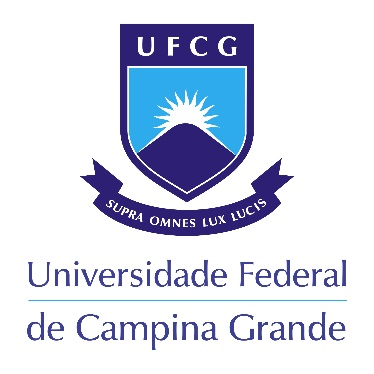 UFCG
SUPRA OMNES LUX LUCIS
Universidade Federal
de Campina Grande